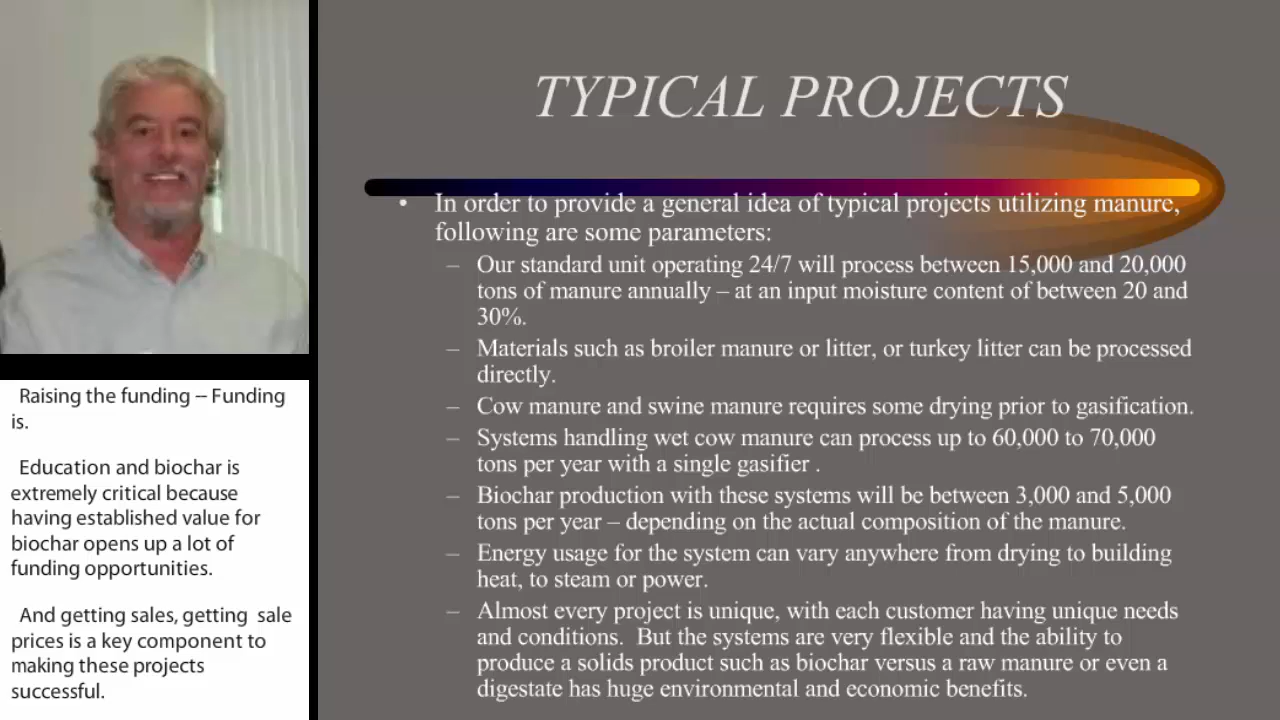 TYPICAL PROJECTS
• In order to provide a general idea of typical projects utilizing manure,
following are some parameters:
– Our standard unit operating 24/7 will process between 15,000 and 20,000
tons of manure annually – at an input moisture content of between 20 and
30%.
– Materials such as broiler manure or litter, or turkey litter can be processed
directly.
– Cow manure and swine manure requires some drying prior to gasification.
– Systems handling wet cow manure can process up to 60,000 to 70,000
tons per year with a single gasifier .
– Biochar production with these systems will be between 3,000 and 5,000
tons per year – depending on the actual composition of the manure.
– Energy usage for the system can vary anywhere from drying to building
heat, to steam or power.
– Almost every project is unique, with each customer having unique needs
and conditions.  But the systems are very flexible and the ability to
produce a solids product such as biochar versus a raw manure or even a
digestate has huge environmental and economic benefits.
Raising the funding -- Funding
is.
Education and biochar is
extremely critical because
having established value for
biochar opens up a lot of
funding opportunities.
And getting sales, getting  sale
prices is a key component to
making these projects
successful.